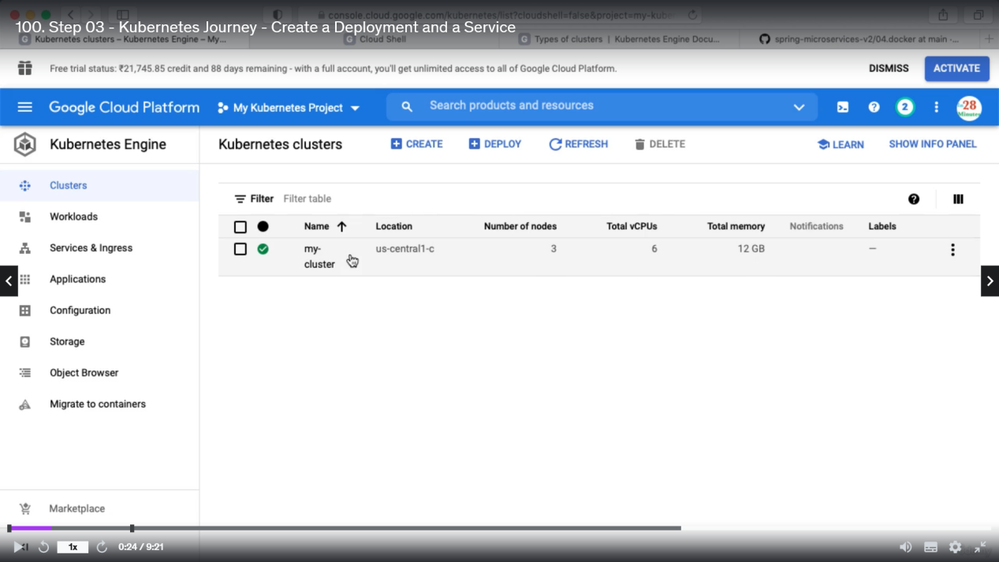 console.cloud.google.com/kubernetes/list?cloudshell=false&project=my-kube
100. Step 03 - Kubernetes Journey - Create a Deployment and a Service
Kubernetes clusters – Kubernetes Engine – My...
Cloud Shell
Types of clusters | Kubernetes Engine Docu...
spring-microservices-v2/04.docker at main ·...
Free trial status: ₹21,745.85 credit and 88 days remaining - with a full account, you'll get unlimited access to all of Google Cloud Platform.
DISMISS
ACTIVATE
Google Cloud Platform
My Kubernetes Project
Search products and resources
2
28
Minutes
Kubernetes Engine
Kubernetes clusters
CREATE
DEPLOY
REFRESH
DELETE
LEARN
SHOW INFO PANEL
Clusters
Workloads
Services & Ingress
Applications
Configuration
Storage
Object Browser
Migrate to containers
Marketplace
Filter Filter table
Name Location Number of nodes Total vCPUs Total memory Notifications Labels
my- us-central1-c 3 6 12 GB –
cluster
1x
0:24 / 9:21